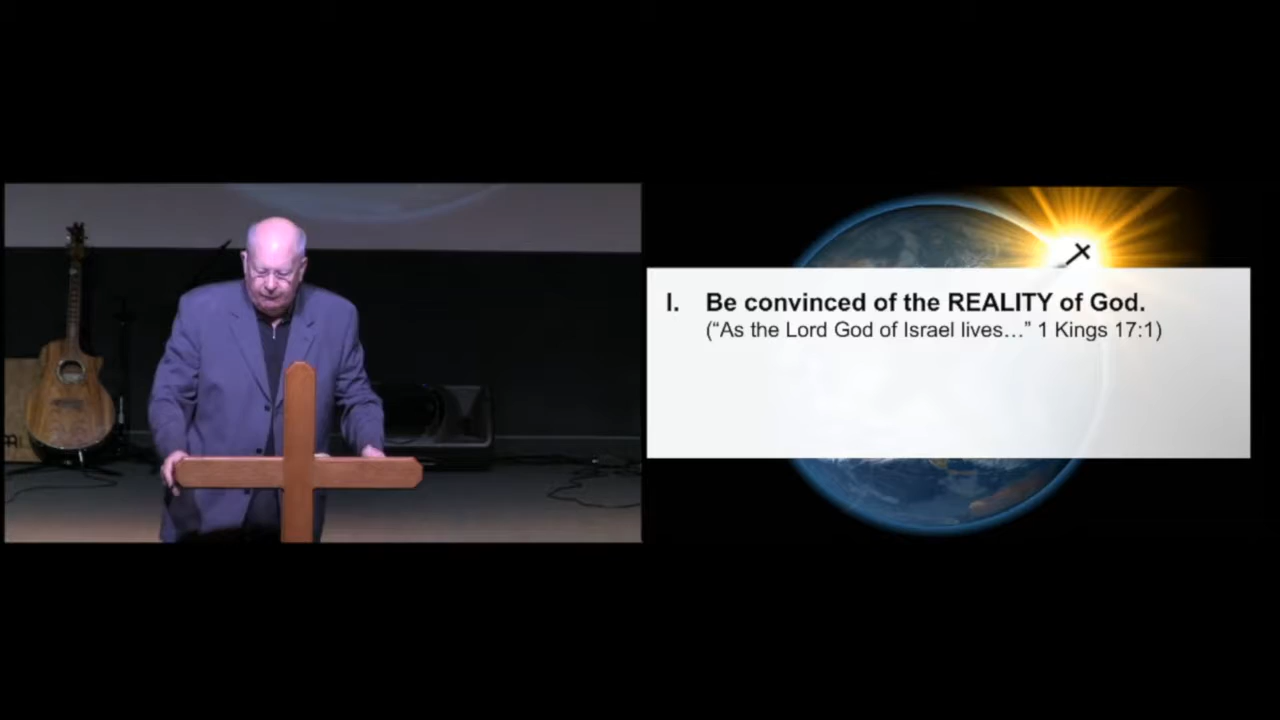 I. Be convinced of the REALITY of God.
(“As the Lord God of Israel lives…” 1 Kings 17:1)